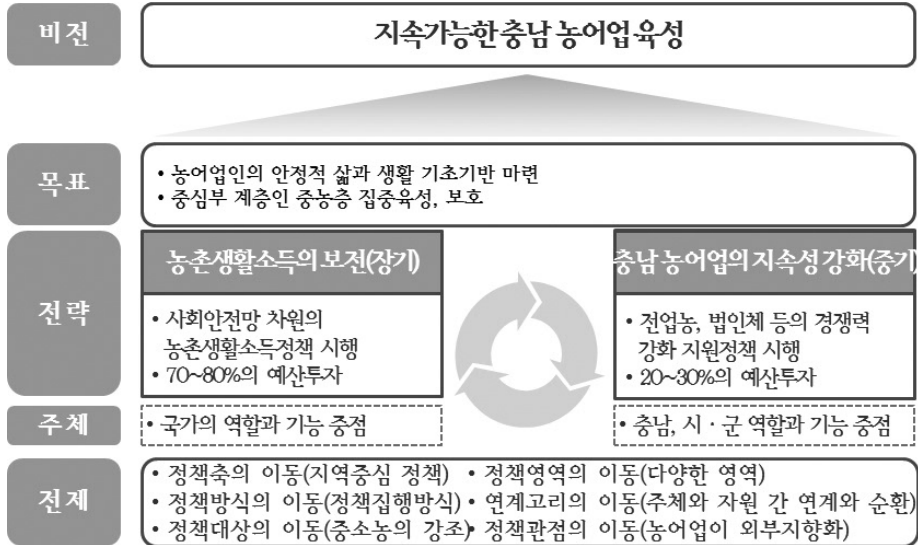 비전
지속가능한 충남 농어업 육성
목표
• 농어업인의 안정적 삶과 생활 기초기반 마련
• 중심부 계층인 중농층 집중육성, 보호
전략
농촌생활소득의 보전(장기)
• 사회안전망 차원의
농촌생활소득정책 시행
• 70~80%의 예산투자
충남 농어업의 지속성 강화(중기)
• 전업농, 법인체 등의 경쟁력
강화 지원정책 시행
• 20~30%의 예산투자
주체
• 국가의 역할과 기능 중점
• 충남, 시 · 군 역할과 기능 중점
전제
• 정책축의 이동(지역중심 정책) • 정책영역의 이동(다양한 영역)
• 정책방식의 이동(정책집행방식) • 연계고리의 이동(주체와 자원 간 연계와 순환)
• 정책대상의 이동(중소농의 강조) • 정책관점의 이동(농어업이 외부지향화)